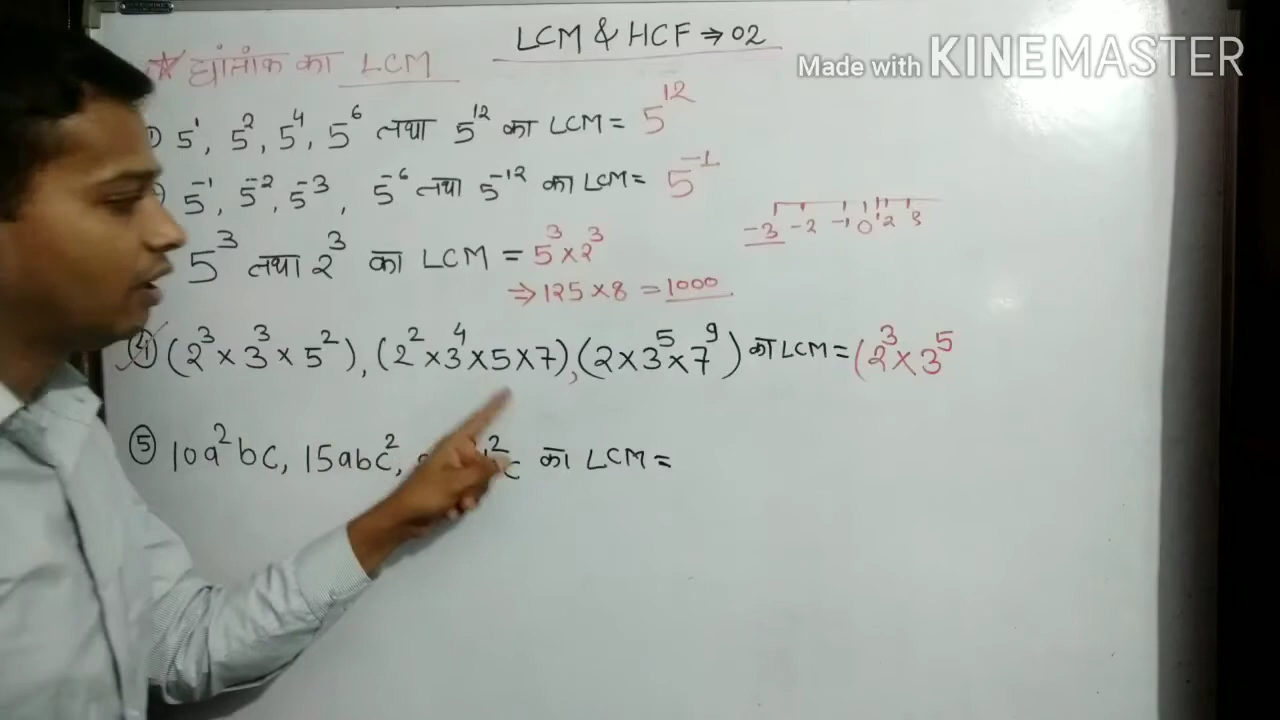 LCM & HCF ⇒ 02
Made with KINEMASTER
★ घांतांक का LCM
① 5¹, 5², 5⁴, 5⁶ तथा 5¹² का LCM = 5¹²
5⁻¹, 5⁻², 5⁻³, 5⁻⁶ तथा 5⁻¹² का LCM = 5⁻¹
-3 -2 -1 0 1 2 3
5³ तथा 2³ का LCM = 5³ × 2³
⇒ 125 × 8 = 1000
④ (2³ × 3³ × 5²), (2² × 3⁴ × 5 × 7), (2 × 3⁵ × 7⁹) का LCM = (2³ × 3⁵
⑤ 10a²bc, 15abc², का LCM =